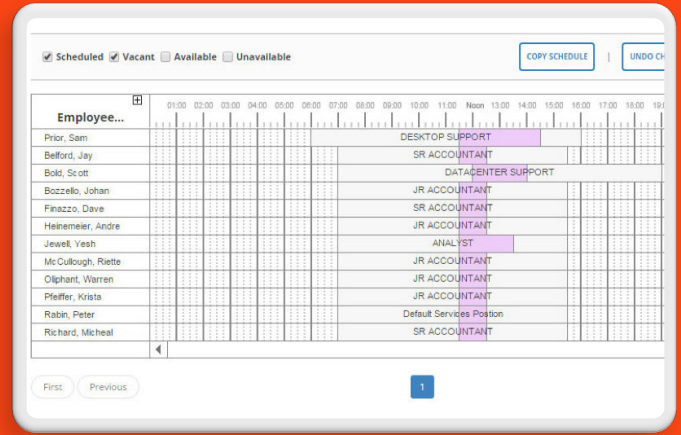 Scheduled Vacant Available Unavailable
COPY SCHEDULE | UNDO CH
Employee...
01:00 02:00 03:00 04:00 05:00 06:00 07:00 08:00 09:00 10:00 11:00 Noon 13:00 14:00 15:00 16:00 17:00 18:00 19:0
Prior, Sam DESKTOP SUPPORT
Belford, Jay SR ACCOUNTANT
Bold, Scott DATACENTER SUPPORT
Bozzello, Johan JR ACCOUNTANT
Finazzo, Dave SR ACCOUNTANT
Heinemeier, Andre JR ACCOUNTANT
Jewell, Yesh ANALYST
McCullough, Riette JR ACCOUNTANT
Oliphant, Warren JR ACCOUNTANT
Pfeiffer, Krista JR ACCOUNTANT
Rabin, Peter Default Services Postion
Richard, Micheal SR ACCOUNTANT
First Previous 1